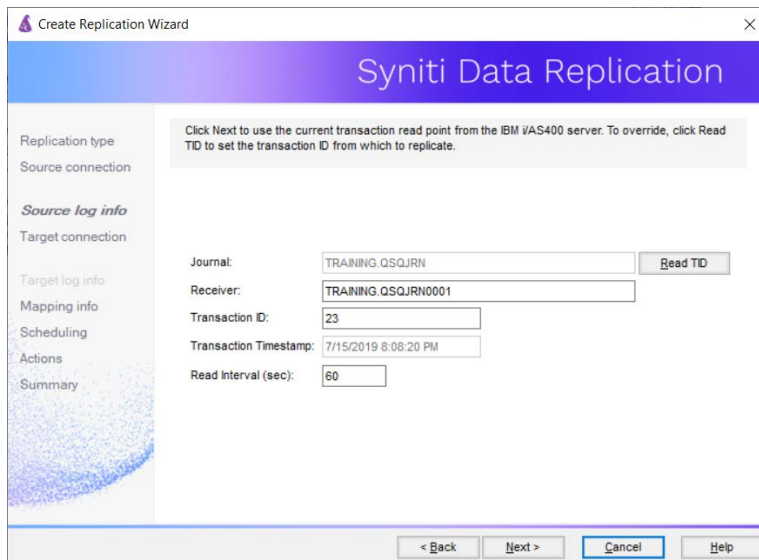 Create Replication Wizard
Syniti Data Replication
Replication type
Source connection
Source log info
Target connection
Target log info
Mapping info
Scheduling
Actions
Summary
Click Next to use the current transaction read point from the IBM i/AS400 server. To override, click Read
TID to set the transaction ID from which to replicate.
Journal: TRAINING.QSQJRN Read TID
Receiver: TRAINING.QSQJRN0001
Transaction ID: 23
Transaction Timestamp: 7/15/2019 8:08:20 PM
Read Interval (sec): 60
< Back Next > Cancel Help